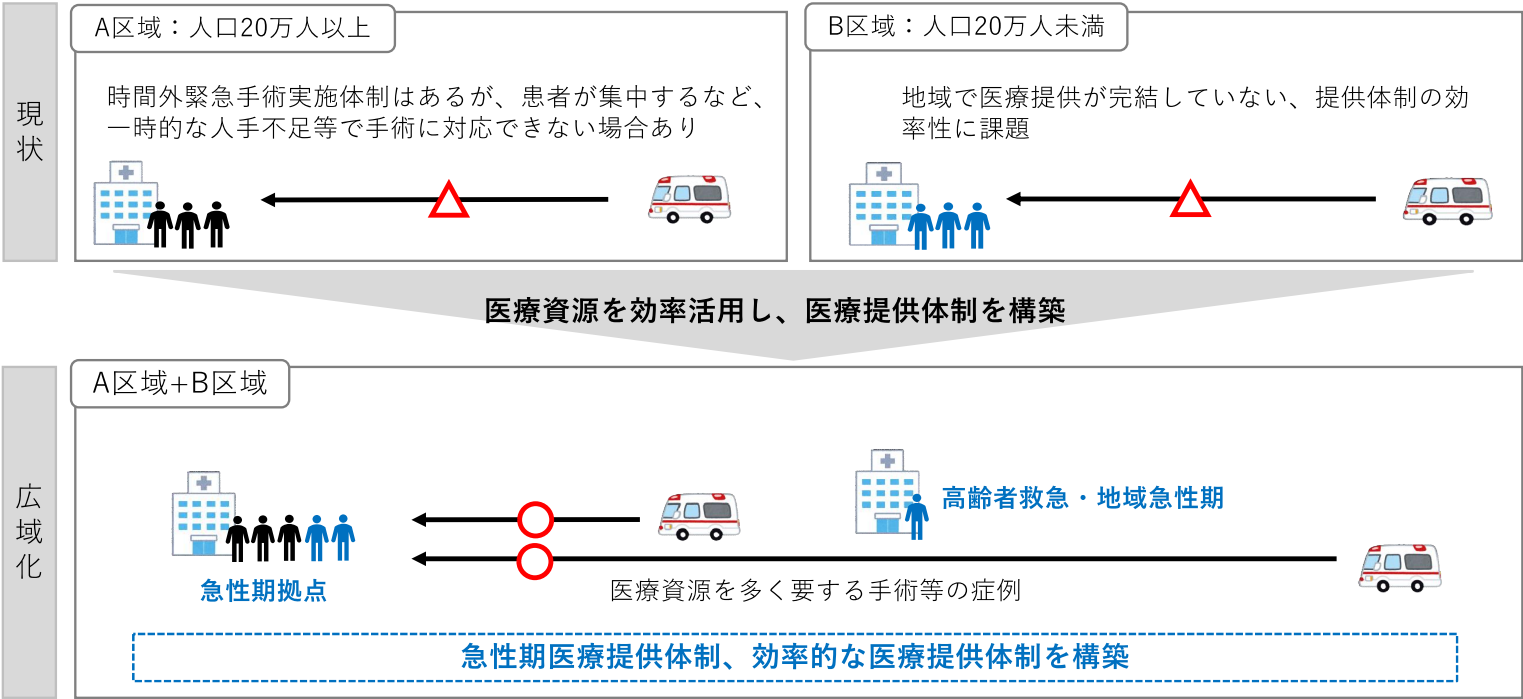 現状
A区域：人口20万人以上
時間外緊急手術実施体制はあるが、患者が集中するなど、
一時的な人手不足等で手術に対応できない場合あり
B区域：人口20万人未満
地域で医療提供が完結していない、提供体制の効
率性に課題
医療資源を効率活用し、医療提供体制を構築
広域化
A区域+B区域
高齢者救急・地域急性期
急性期拠点
医療資源を多く要する手術等の症例
急性期医療提供体制、効率的な医療提供体制を構築